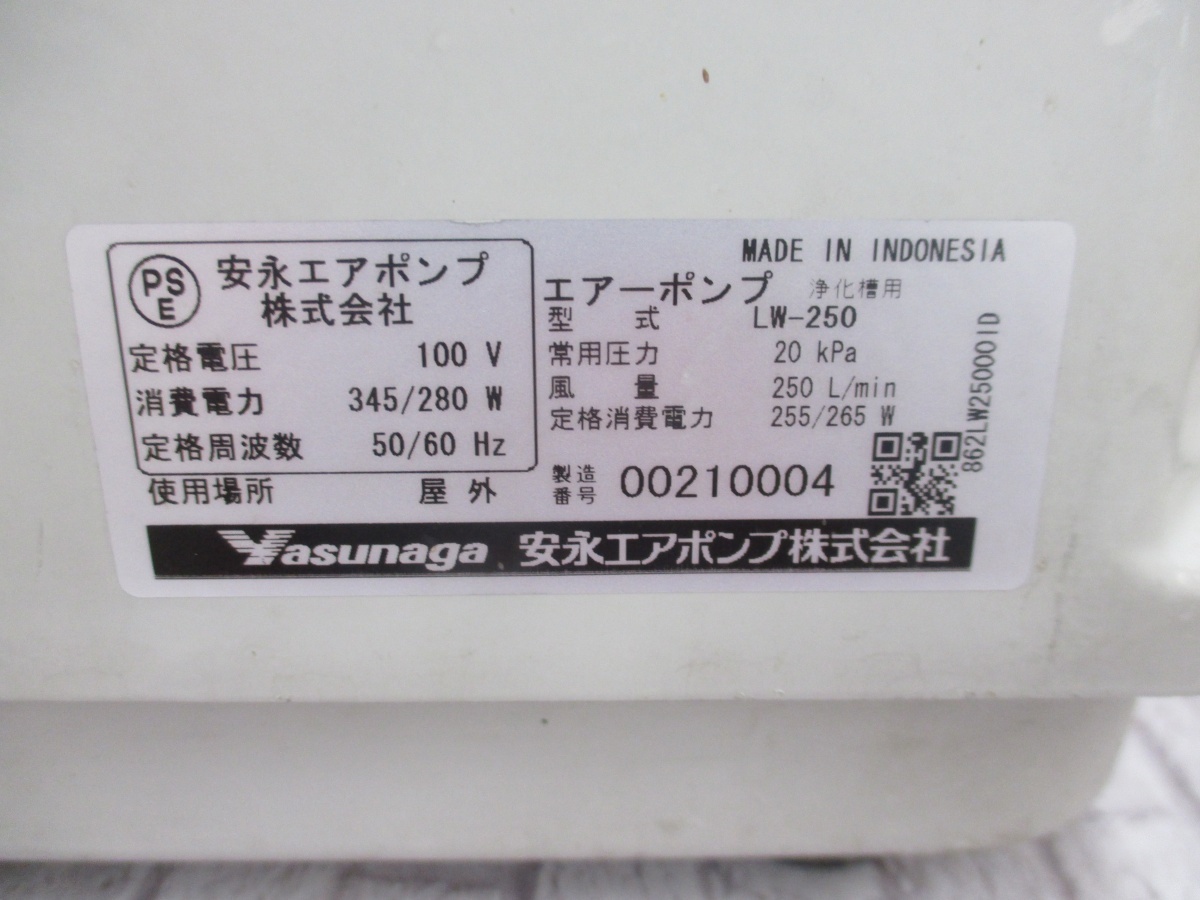 PS
E
安永エアポンプ
株式会社
定格電圧 100 V
消費電力 345/280 W
定格周波数 50/60 Hz
使用場所 屋外
MADE IN INDONESIA
エアーポンプ 浄化槽用
型式 LW-250
常用圧力 20 kPa
風量 250 L/min
定格消費電力 255/265 W
製造
番号 00210004
862LW25000ID
Yasunaga 安永エアポンプ株式会社